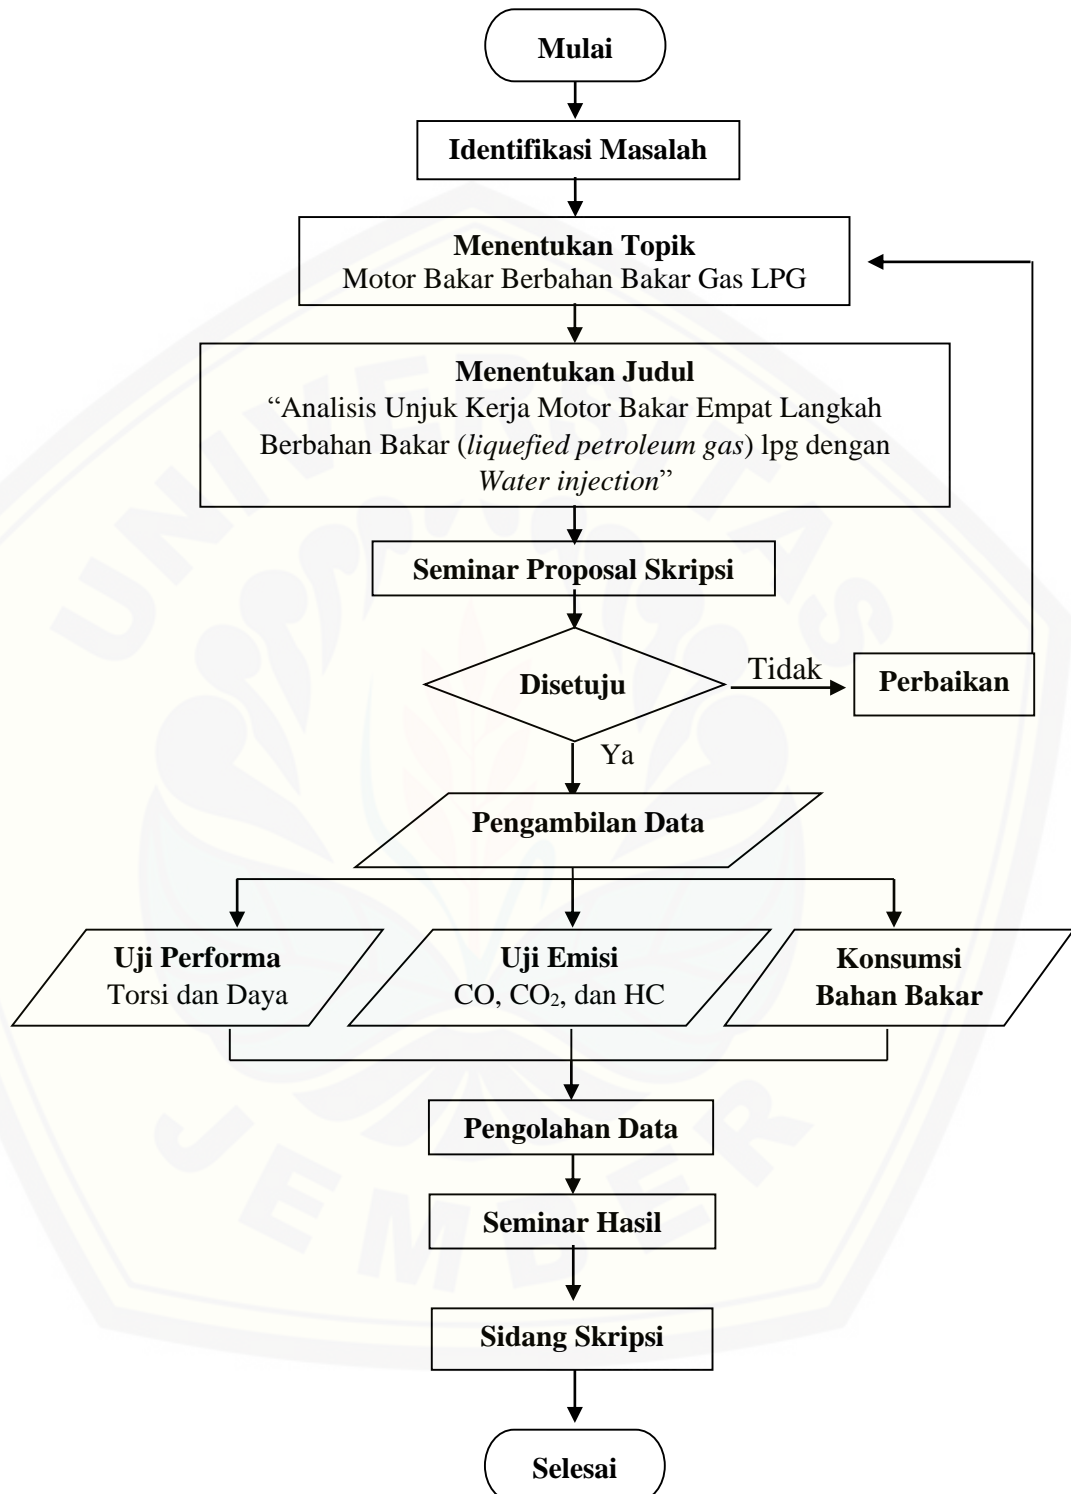 Mulai
Identifikasi Masalah
Menentukan Topik
Motor Bakar Berbahan Bakar Gas LPG
Menentukan Judul
“Analisis Unjuk Kerja Motor Bakar Empat Langkah
Berbahan Bakar (liquefied petroleum gas) lpg dengan
Water injection”
Seminar Proposal Skripsi
Disetuju
Tidak
Perbaikan
Ya
Pengambilan Data
Uji Performa
Torsi dan Daya
Uji Emisi
CO, CO₂, dan HC
Konsumsi
Bahan Bakar
Pengolahan Data
Seminar Hasil
Sidang Skripsi
Selesai
UNIVERSITAS
JEMBER